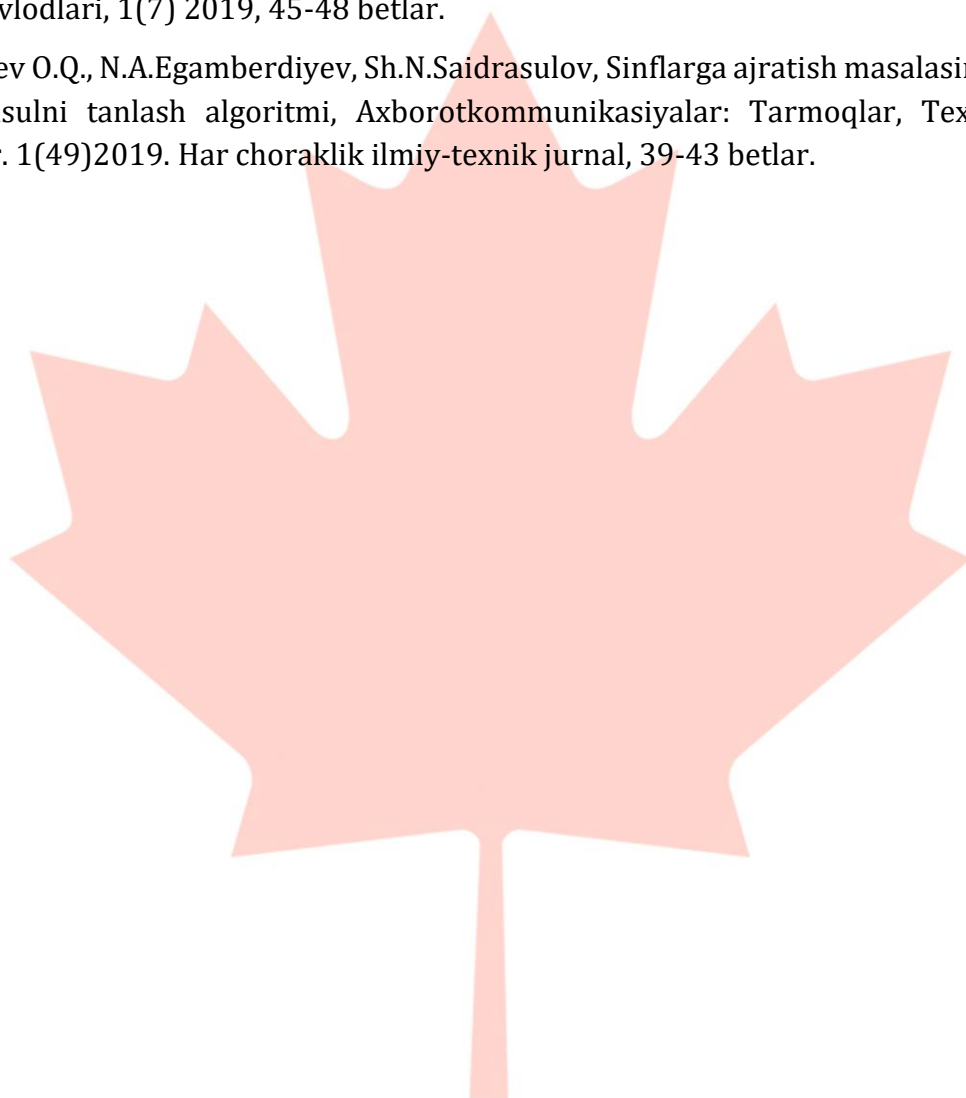 vlodlari, 1(7) 2019, 45-48 betlar.
ev O.Q., N.A.Egamberdiyev, Sh.N.Saidrasulov, Sinflarga ajratish masalasin
sulni tanlash algoritmi, Axborotkommunikasiyalar: Tarmoqlar, Tex
. 1(49)2019. Har choraklik ilmiy-texnik jurnal, 39-43 betlar.